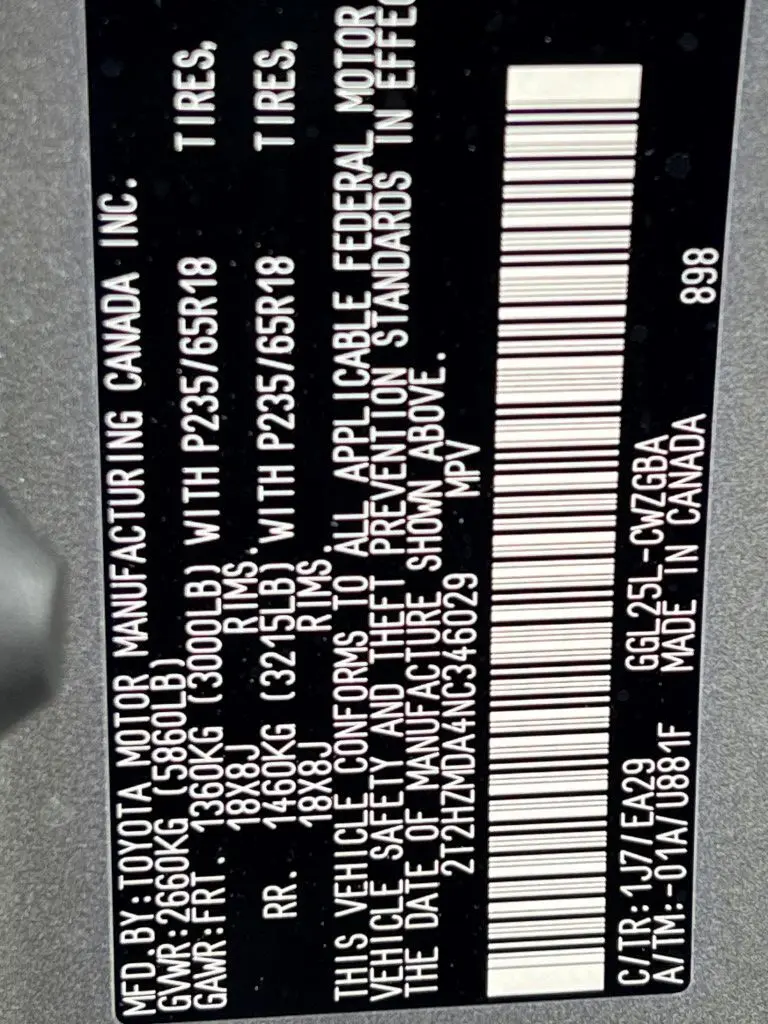 MFD.BY:TOYOTA MOTOR MANUFACTURING CANADA INC.
GVWR:2660KG (5860LB)
GAWR:FRT. 1360KG (3000LB) WITH P235/65R18 TIRES,
18X8J RIMS.
RR. 1460KG (3215LB) WITH P235/65R18 TIRES,
18X8J RIMS.
THIS VEHICLE CONFORMS TO ALL APPLICABLE FEDERAL MOTOR
VEHICLE SAFETY AND THEFT PREVENTION STANDARDS IN EFFEC
THE DATE OF MANUFACTURE SHOWN ABOVE.
2T2HZMDA4NC346029 MPV
C/TR:1J7/EA29 GGL25L-CWZGBA
A/TM:-01A/U881F MADE IN CANADA 898